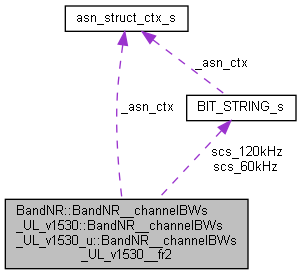 asn_struct_ctx_s
_asn_ctx
BIT_STRING_s
_asn_ctx
scs_120kHz
scs_60kHz
BandNR::BandNR__channelBWs
_UL_v1530::BandNR__channelBWs
_UL_v1530_u::BandNR__channelBWs
_UL_v1530__fr2